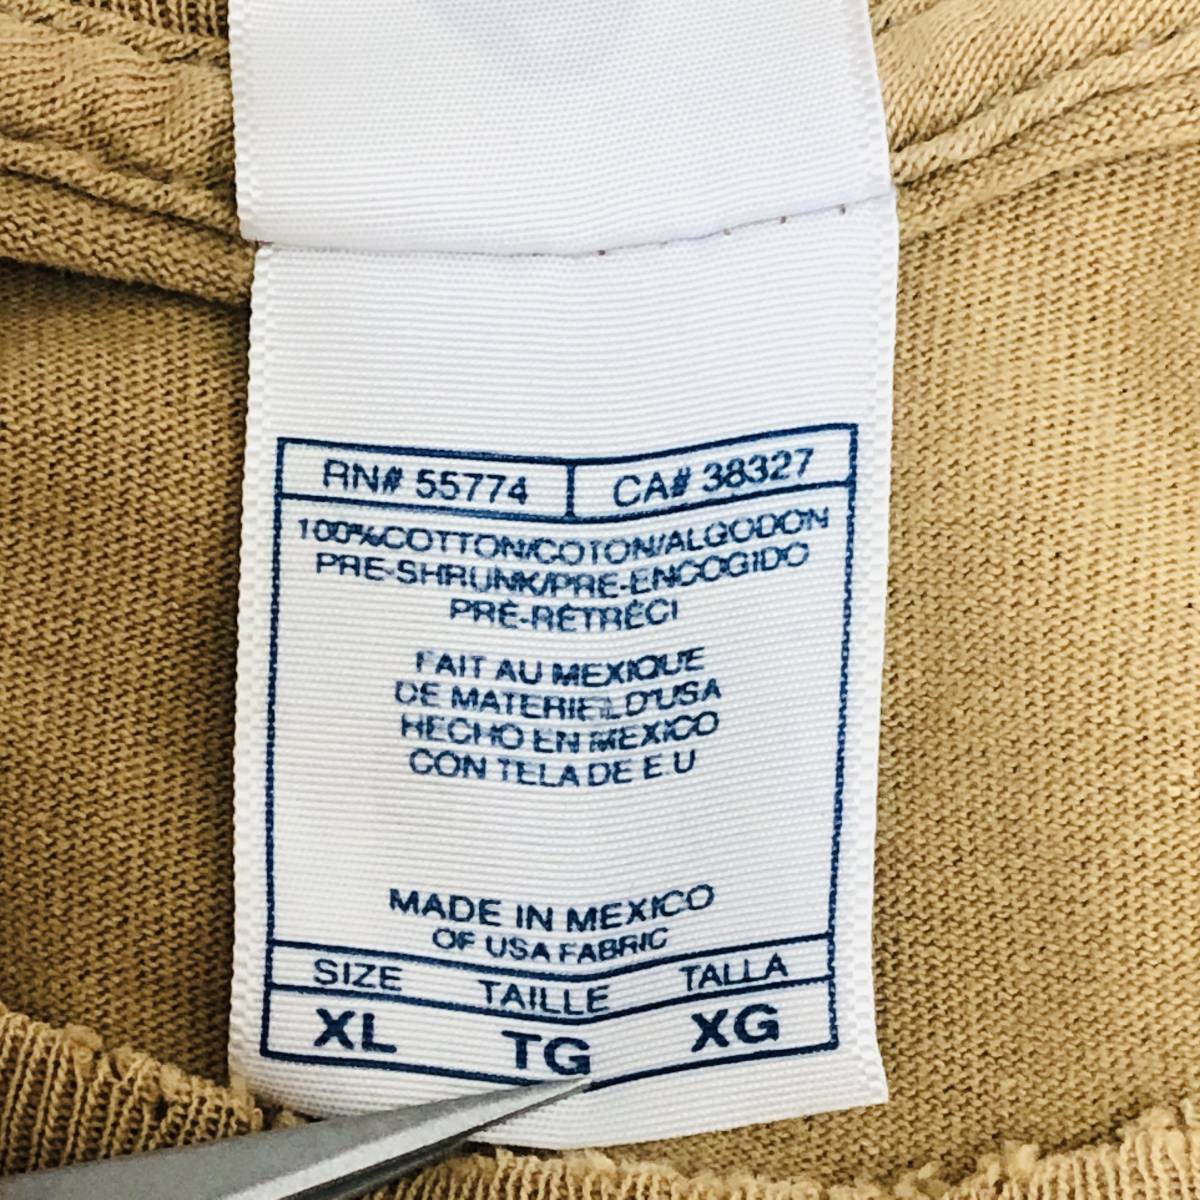 RN# 55774 CA# 38327
100%COTTON/COTON/ALGODON
PRE-SHRUNK/PRE-ENCOGIDO
PRÉ-RÉTRÉCI
FAIT AU MEXIQUE
DE MATERIEL D'USA
HECHO EN MEXICO
CON TELA DE E.U
MADE IN MEXICO
OF USA FABRIC
SIZE TAILLE TALLA
XL TG XG